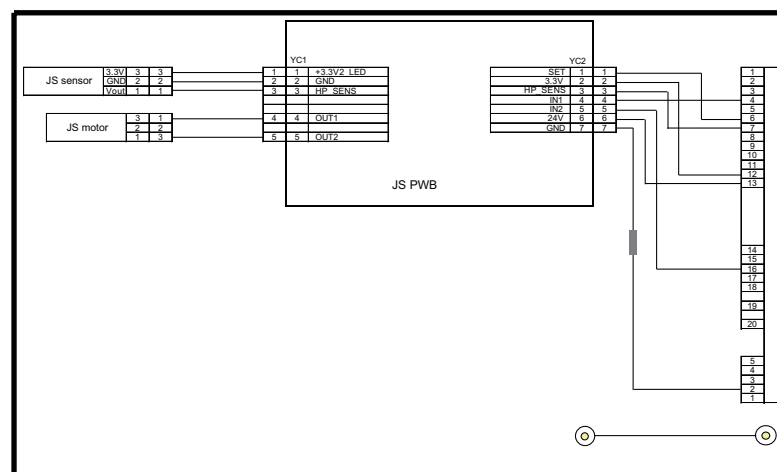 YC1
YC2
JS sensor
3.3V 3 3
GND 2 2
Vout 1 1
JS motor
3 1
2 2
1 3
1 1 +3.3V2_LED
2 2 GND
3 3 HP_SENS
4 4 OUT1
5 5 OUT2
JS PWB
SET 1 1
3.3V 2 2
HP_SENS 3 3
IN1 4 4
IN2 5 5
24V 6 6
GND 7 7
1
2
3
4
5
6
7
8
9
10
11
12
13
14
15
16
17
18
19
20
5
4
3
2
1